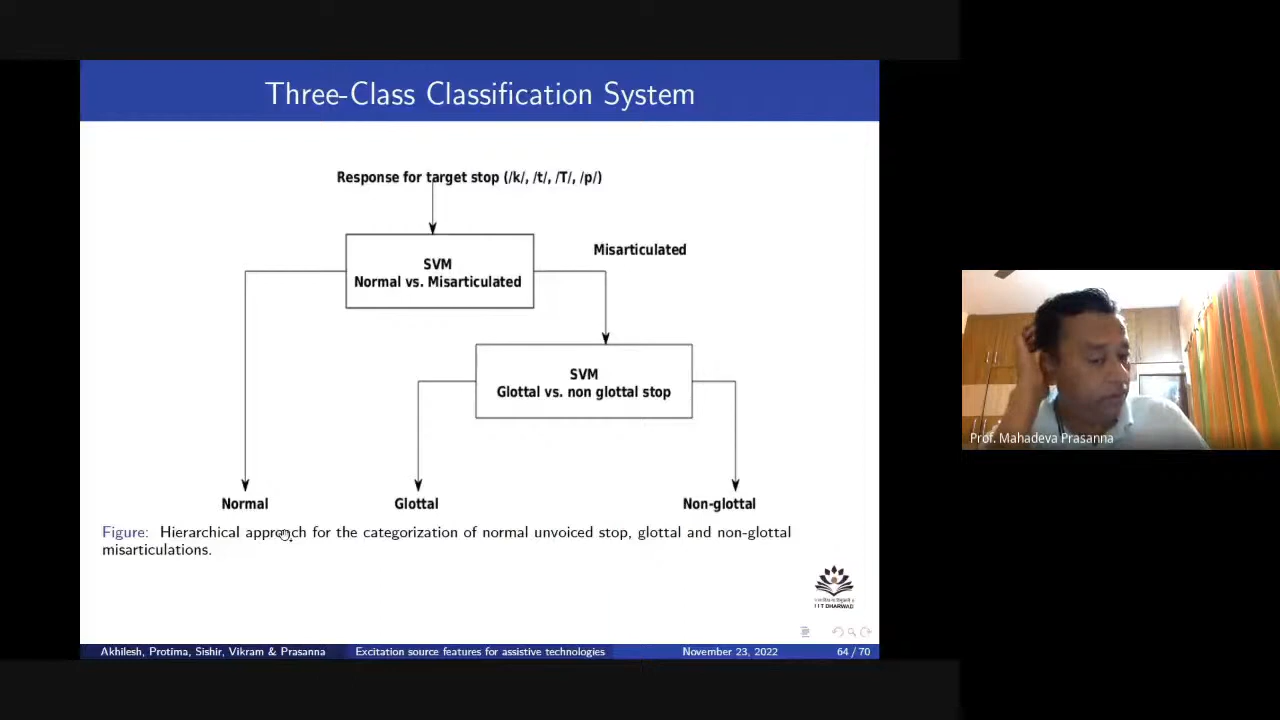 Three-Class Classification System
Response for target stop (/k/, /t/, /T/, /p/)
SVM
Normal vs. Misarticulated
Misarticulated
SVM
Glottal vs. non glottal stop
Normal
Glottal
Non-glottal
Figure: Hierarchical approach for the categorization of normal unvoiced stop, glottal and non-glottal
misarticulations.
IIT DHARWAD
Akhilesh, Protima, Sishir, Vikram & Prasanna
Excitation source features for assistive technologies
November 23, 2022
64 / 70
Prof. Mahadeva Prasanna